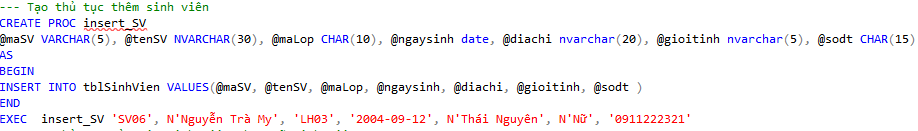 --- Tạo thủ tục thêm sinh viên
CREATE PROC insert_SV
@maSV VARCHAR(5), @tenSV NVARCHAR(30), @maLop CHAR(10), @ngaysinh date, @diachi nvarchar(20), @gioitinh nvarchar(5), @sodt CHAR(15)
AS
BEGIN
INSERT INTO tblSinhVien VALUES(@maSV, @tenSV, @maLop, @ngaysinh, @diachi, @gioitinh, @sodt )
END
EXEC  insert_SV 'SV06', N'Nguyễn Trà My', 'LH03', '2004-09-12', N'Thái Nguyên', N'Nữ', '0911222321'